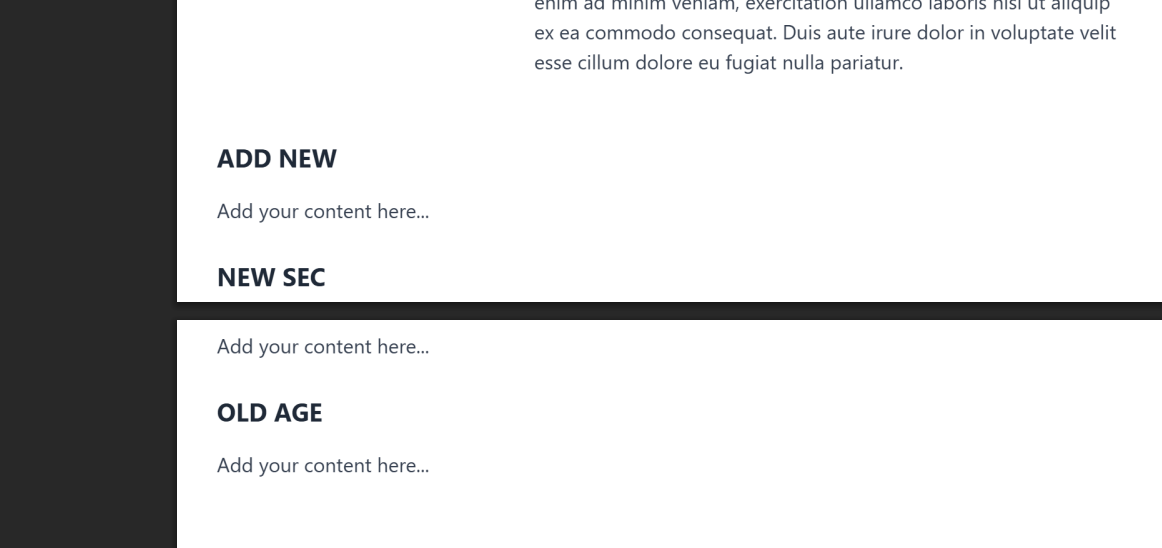 enim ad minim veniam, exercitation ullamco laboris nisi ut aliquip
ex ea commodo consequat. Duis aute irure dolor in voluptate velit
esse cillum dolore eu fugiat nulla pariatur.
ADD NEW
Add your content here...
NEW SEC
Add your content here...
OLD AGE
Add your content here...